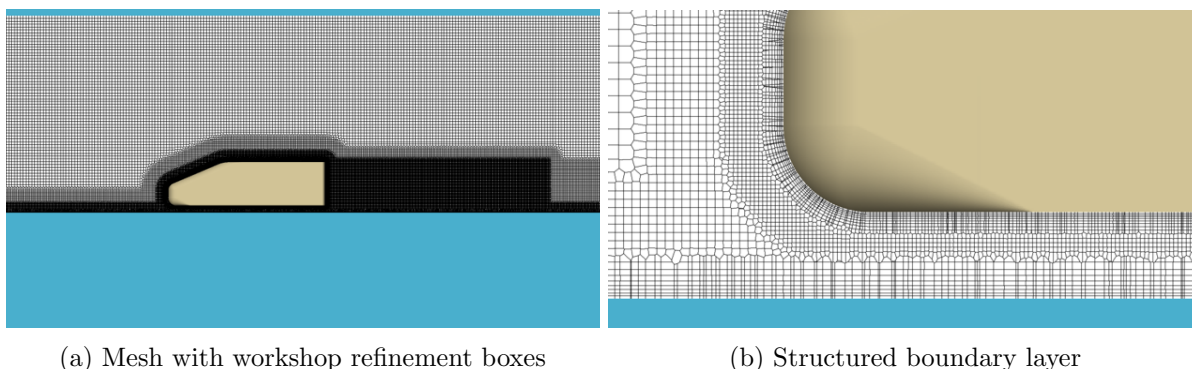 (a) Mesh with workshop refinement boxes
(b) Structured boundary layer